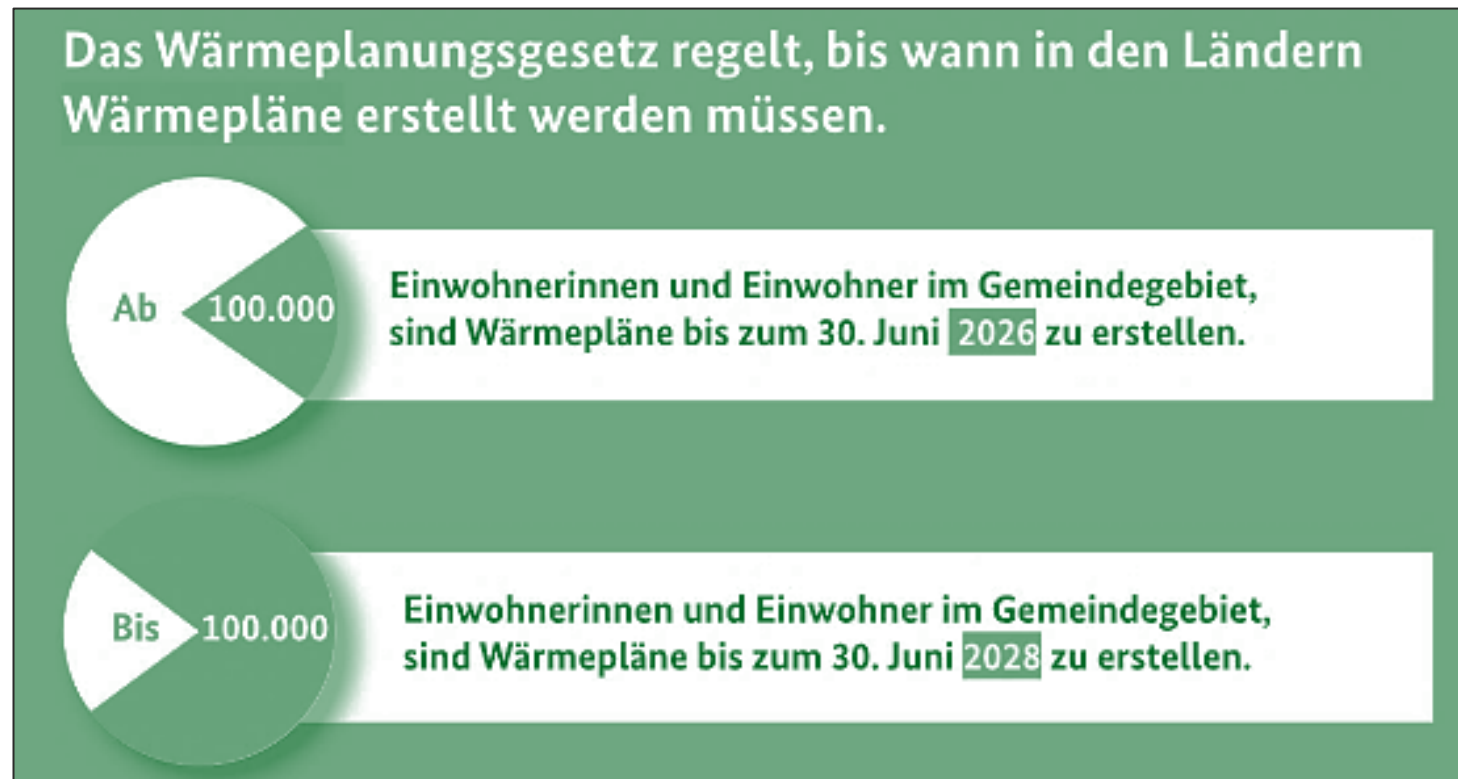 Das Wärmeplanungsgesetz regelt, bis wann in den Ländern
Wärmepläne erstellt werden müssen.
Ab 100.000
Einwohnerinnen und Einwohner im Gemeindegebiet,
sind Wärmepläne bis zum 30. Juni 2026 zu erstellen.
Bis 100.000
Einwohnerinnen und Einwohner im Gemeindegebiet,
sind Wärmepläne bis zum 30. Juni 2028 zu erstellen.